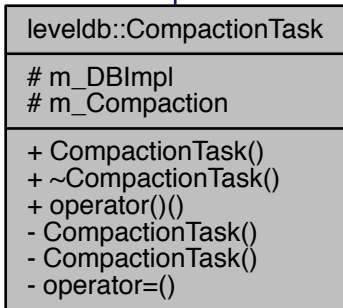 leveldb::CompactionTask
# m_DBImpl
# m_Compaction
+ CompactionTask()
+ ~CompactionTask()
+ operator()()
- CompactionTask()
- CompactionTask()
- operator=()